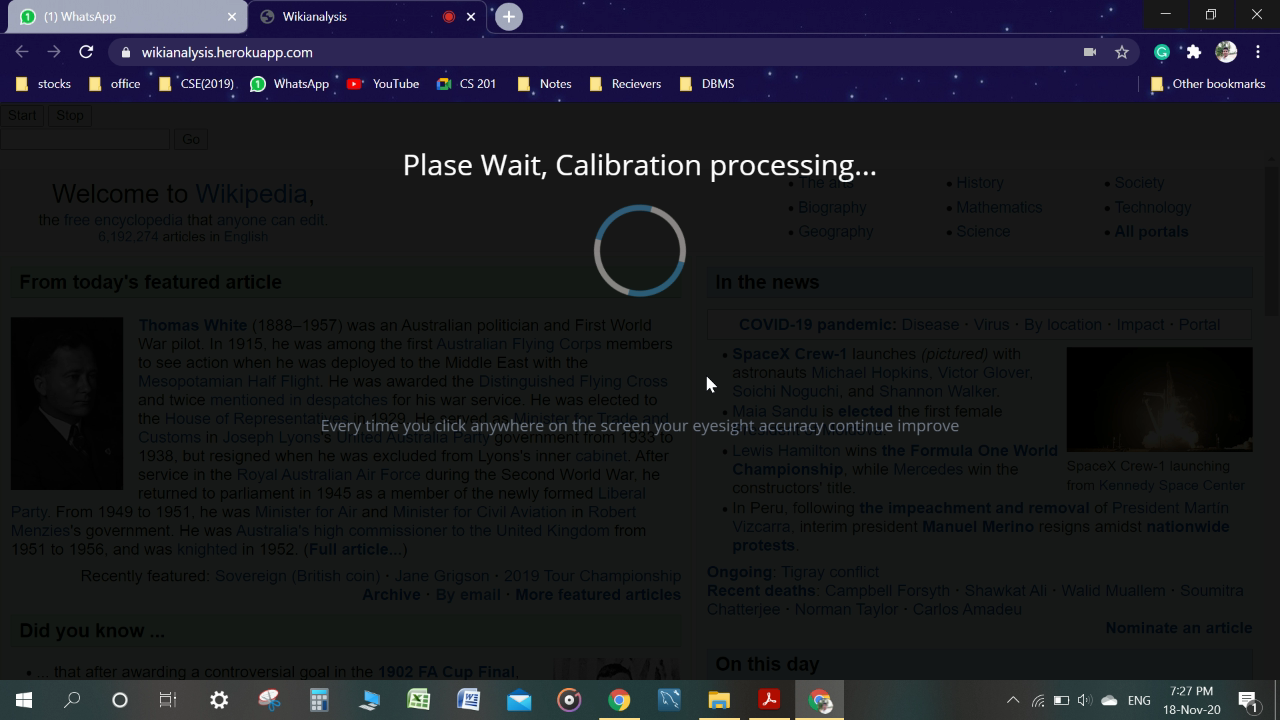 (1) WhatsApp
Wikianalysis
wikianalysis.herokuapp.com
stocks
office
CSE(2019)
WhatsApp
YouTube
CS 201
Notes
Recievers
DBMS
Other bookmarks
Start
Stop
Go
Plase Wait, Calibration processing...
Welcome to Wikipedia,
the free encyclopedia that anyone can edit.
6,192,274 articles in English
• The arts
• History
• Society
• Biography
• Mathematics
• Technology
• Geography
• Science
• All portals
From today's featured article
Thomas White (1888–1957) was an Australian politician and First World
War pilot. In 1915, he was among the first Australian Flying Corps members
to see action when he was deployed to the Middle East with the
Mesopotamian Half Flight. He was awarded the Distinguished Flying Cross
and twice mentioned in despatches for his war service. He was elected to
the House of Representatives in 1929. He served as Minister for Trade and
Customs in Joseph Lyons's United Australia Party government from 1933 to
1938, but resigned when he was excluded from Lyons's inner cabinet. After
service in the Royal Australian Air Force during the Second World War, he
returned to parliament in 1945 as a member of the newly formed Liberal
Party. From 1949 to 1951, he was Minister for Air and Minister for Civil Aviation in Robert
Menzies's government. He was Australia's high commissioner to the United Kingdom from
1951 to 1956, and was knighted in 1952. (Full article...)
Recently featured: Sovereign (British coin) · Jane Grigson · 2019 Tour Championship
Archive · By email · More featured articles
Did you know ...
• ... that after awarding a controversial goal in the 1902 FA Cup Final,
Every time you click anywhere on the screen your eyesight accuracy continue improve
In the news
COVID-19 pandemic: Disease · Virus · By location · Impact · Portal
• SpaceX Crew-1 launches (pictured) with
astronauts Michael Hopkins, Victor Glover,
Soichi Noguchi, and Shannon Walker.
• Maia Sandu is elected the first female
• Lewis Hamilton wins the Formula One World
Championship, while Mercedes win the
constructors' title.
SpaceX Crew-1 launching
from Kennedy Space Center
• In Peru, following the impeachment and removal of President Martín
Vizcarra, interim president Manuel Merino resigns amidst nationwide
protests.
Ongoing: Tigray conflict
Recent deaths: Campbell Forsyth · Shawkat Ali · Walid Muallem · Soumitra
Chatterjee · Norman Taylor · Carlos Amadeu
Nominate an article
On this day
ENG
7:27 PM
18-Nov-20
1